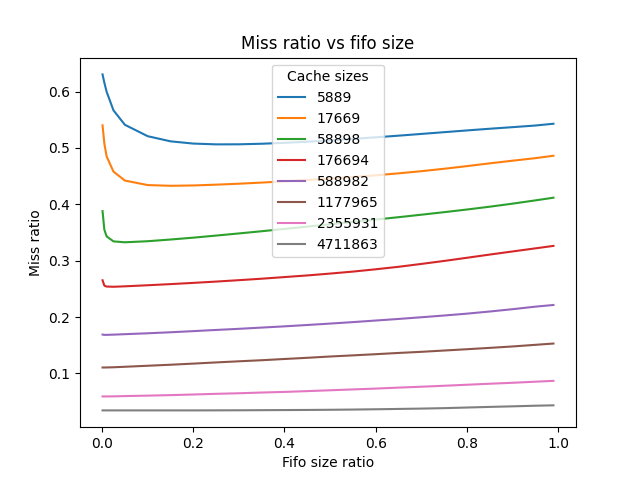 Miss ratio vs fifo size
Cache sizes
5889
17669
58898
176694
588982
1177965
2355931
4711863
Miss ratio
0.6
0.5
0.4
0.3
0.2
0.1
0.0 0.2 0.4 0.6 0.8 1.0
Fifo size ratio